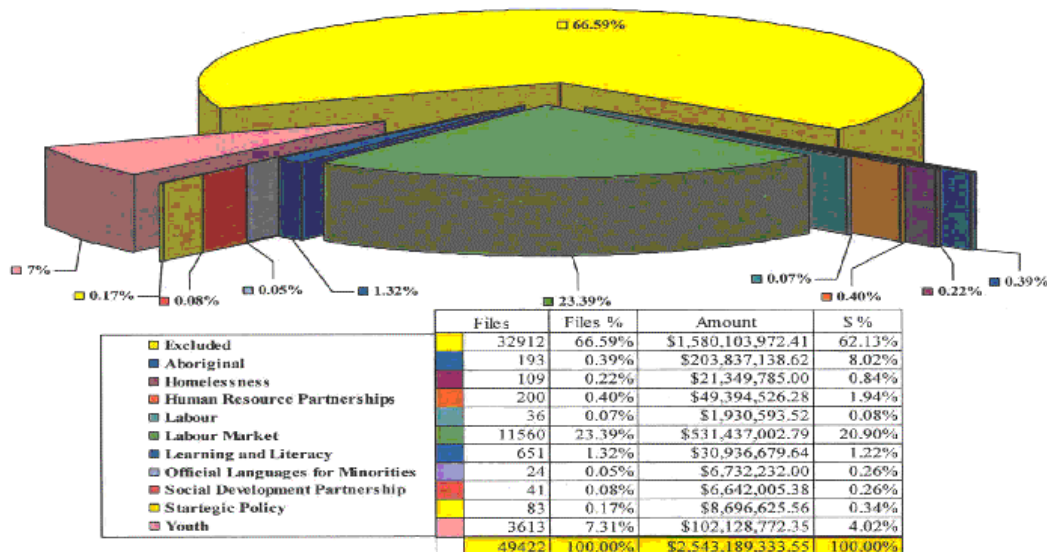 66.59%
7%
0.17%
0.08%
0.05%
1.32%
23.39%
0.07%
0.40%
0.22%
0.39%
Files Files % Amount $ %
Excluded 32912 66.59% $1,580,103,972.41 62.13%
Aboriginal 193 0.39% $203,837,138.62 8.02%
Homelessness 109 0.22% $21,349,785.00 0.84%
Human Resource Partnerships 200 0.40% $49,394,526.28 1.94%
Labour 36 0.07% $1,930,593.52 0.08%
Labour Market 11560 23.39% $531,437,002.79 20.90%
Learning and Literacy 651 1.32% $30,936,679.64 1.22%
Official Languages for Minorities 24 0.05% $6,732,232.00 0.26%
Social Development Partnership 41 0.08% $6,642,005.38 0.26%
Startegic Policy 83 0.17% $8,696,625.56 0.34%
Youth 3613 7.31% $102,128,772.35 4.02%
49422 100.00% $2,543,189,333.55 100.00%